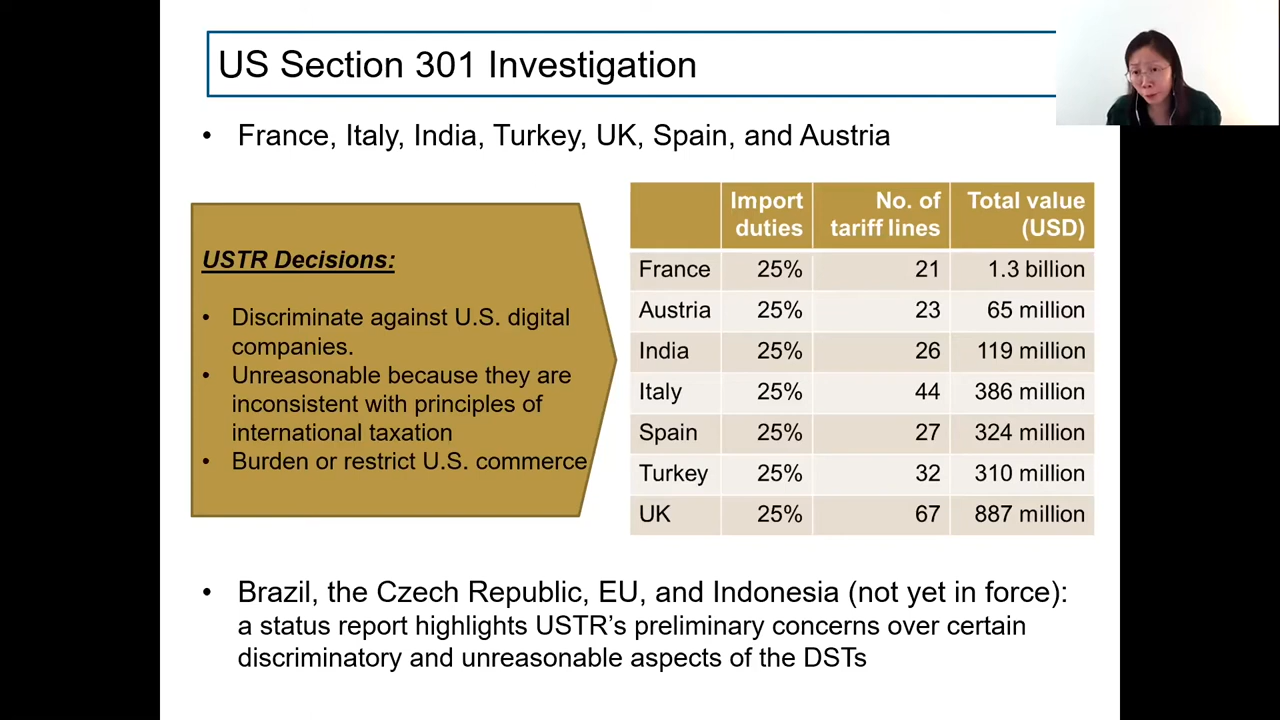 US Section 301 Investigation
• France, Italy, India, Turkey, UK, Spain, and Austria
USTR Decisions:
• Discriminate against U.S. digital
companies.
• Unreasonable because they are
inconsistent with principles of
international taxation
• Burden or restrict U.S. commerce
Import duties No. of tariff lines Total value (USD)
France 25% 21 1.3 billion
Austria 25% 23 65 million
India 25% 26 119 million
Italy 25% 44 386 million
Spain 25% 27 324 million
Turkey 25% 32 310 million
UK 25% 67 887 million
• Brazil, the Czech Republic, EU, and Indonesia (not yet in force):
a status report highlights USTR’s preliminary concerns over certain
discriminatory and unreasonable aspects of the DSTs